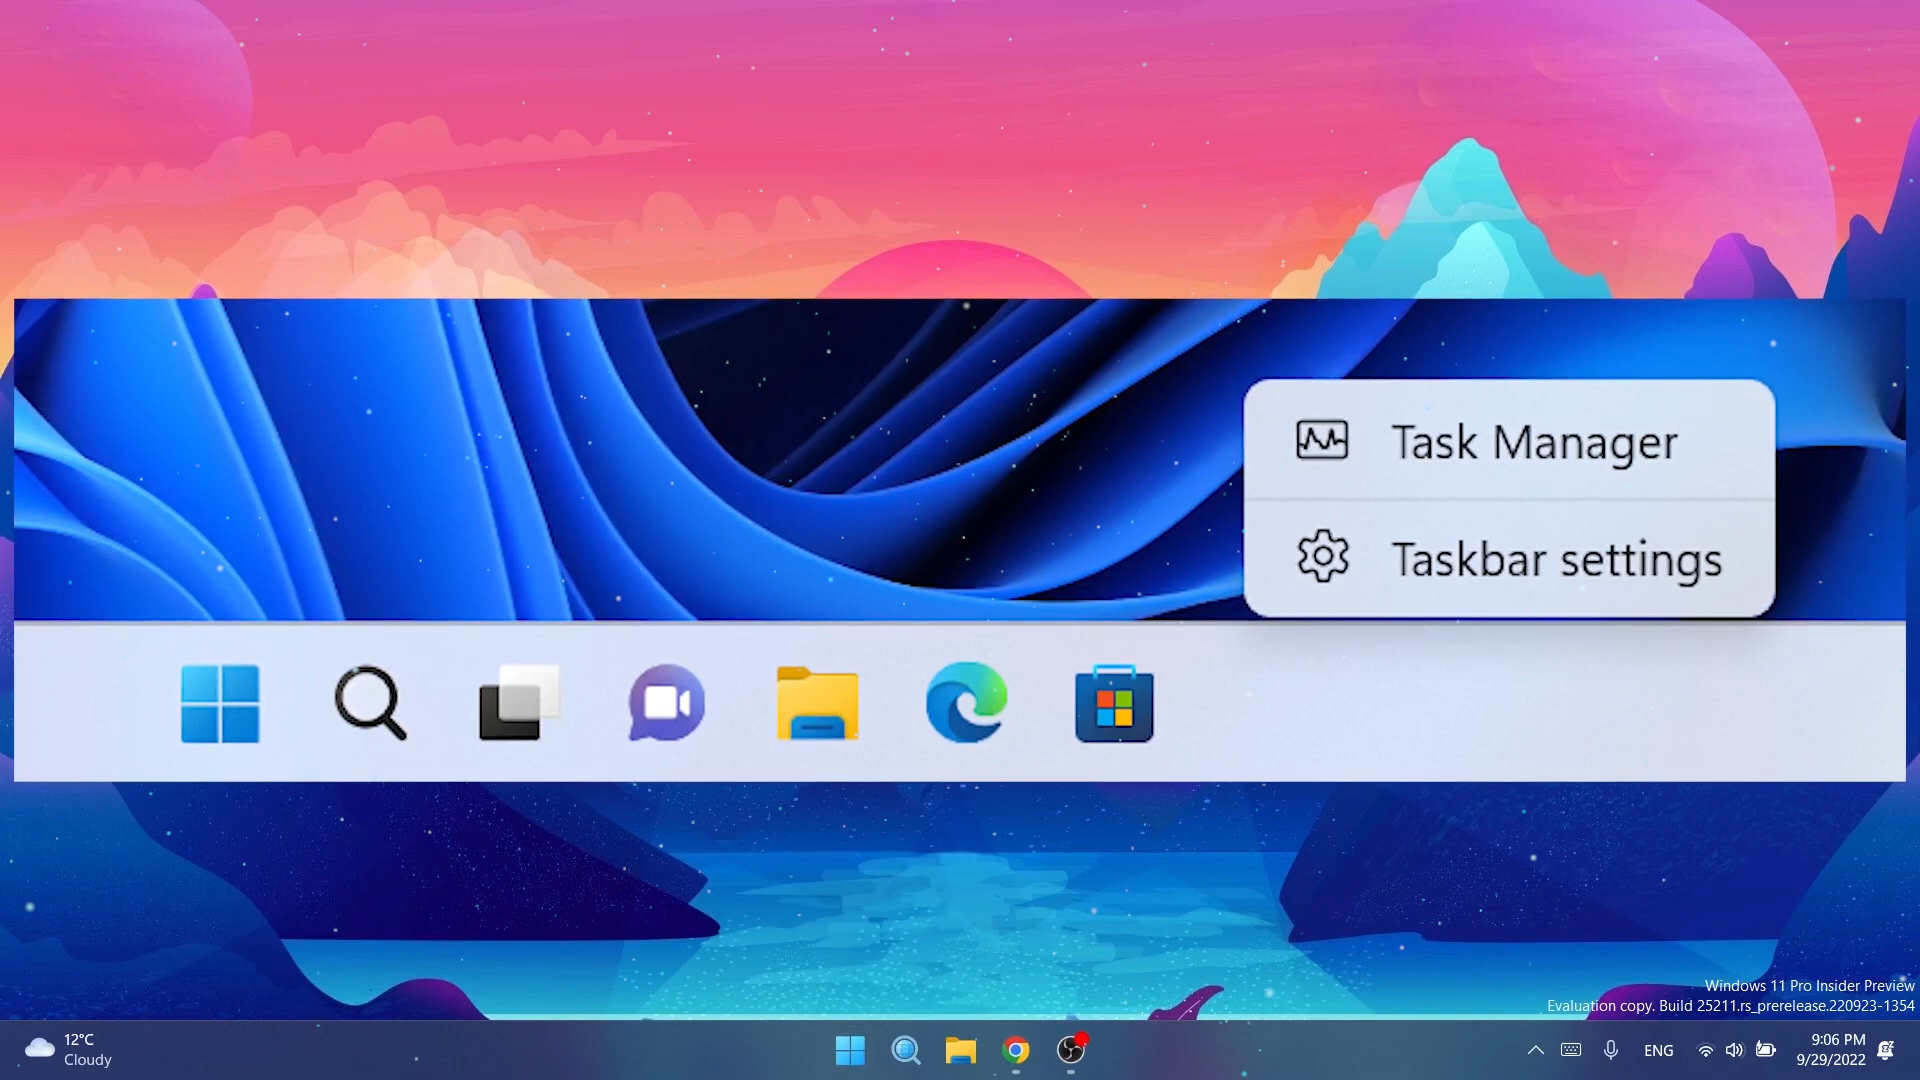 Task Manager
Taskbar settings
Windows 11 Pro Insider Preview
Evaluation copy. Build 25211.rs_prerelease.220923-1354
12°C
Cloudy
ENG
9:06 PM
9/29/2022